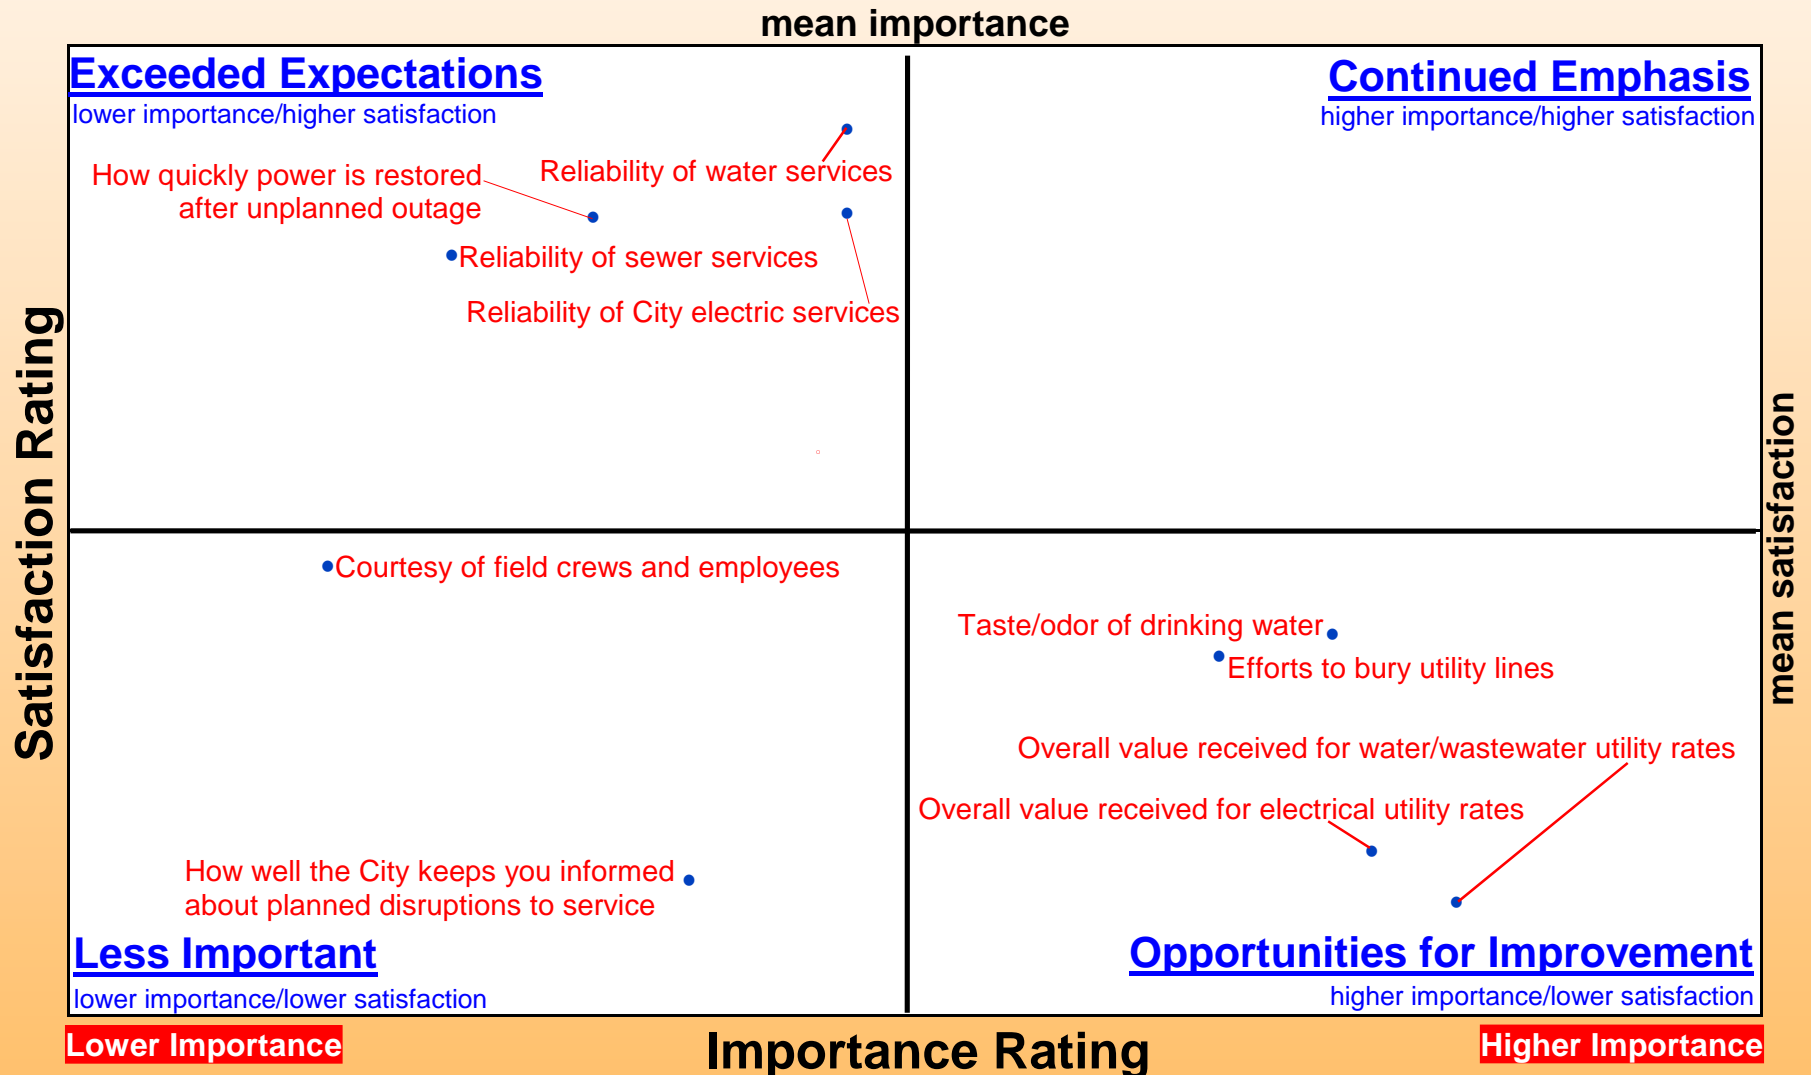 mean importance
Exceeded Expectations
lower importance/higher satisfaction
Continued Emphasis
higher importance/higher satisfaction
How quickly power is restored
after unplanned outage
Reliability of water services
Reliability of sewer services
Reliability of City electric services
Satisfaction Rating
mean satisfaction
Courtesy of field crews and employees
Taste/odor of drinking water
Efforts to bury utility lines
Overall value received for water/wastewater utility rates
Overall value received for electrical utility rates
How well the City keeps you informed
about planned disruptions to service
Less Important
lower importance/lower satisfaction
Opportunities for Improvement
higher importance/lower satisfaction
Lower Importance
Importance Rating
Higher Importance